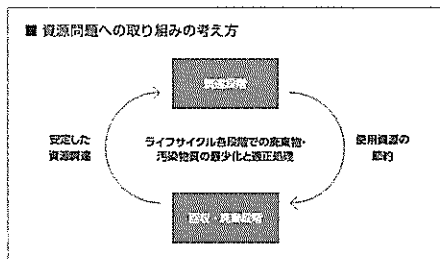 ■ 資源問題への取り組みの考え方
安定した
資源調達
ライフサイクル各段階での廃棄物・
汚染物質の最少化と適正処理
使用資源の
節約
回収・廃棄段階